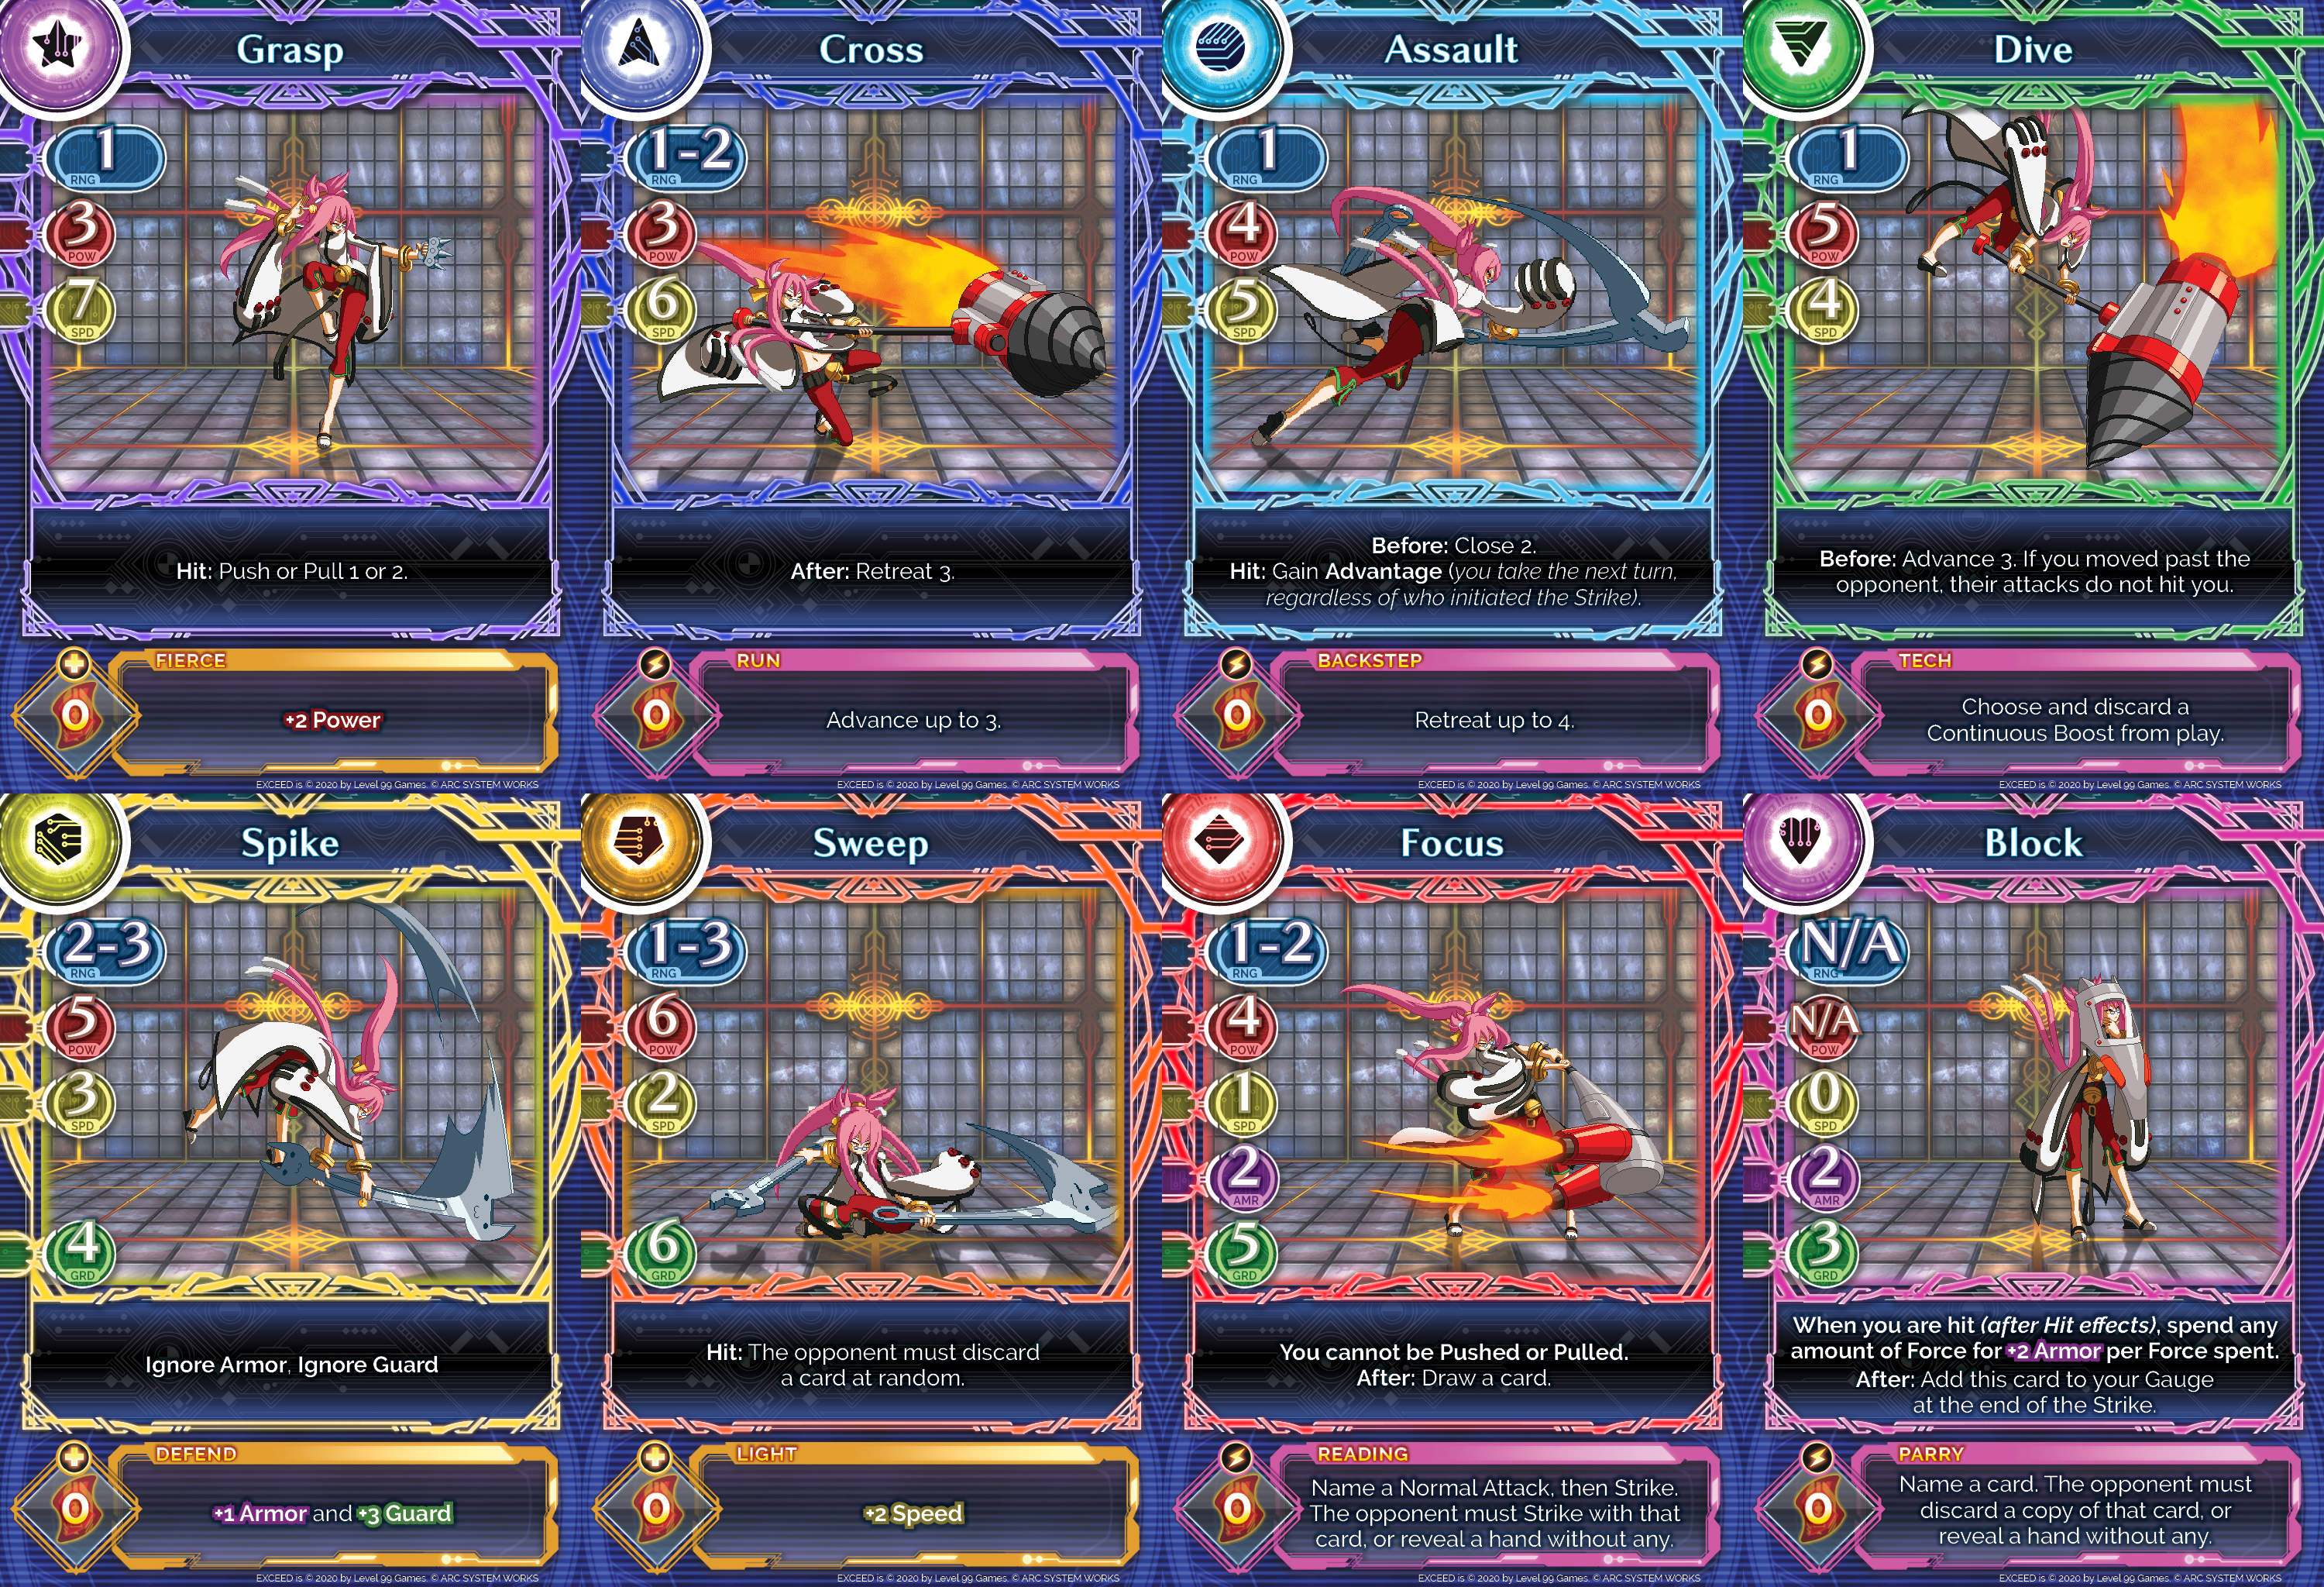 Grasp
1
RNG
3
POW
7
SPD
Hit: Push or Pull 1 or 2.
FIERCE
0
+2 Power
EXCEED is © 2020 by Level 99 Games. © ARC SYSTEM WORKS
Cross
1-2
RNG
3
POW
6
SPD
After: Retreat 3.
RUN
0
Advance up to 3.
EXCEED is © 2020 by Level 99 Games. © ARC SYSTEM WORKS
Assault
1
RNG
4
POW
5
SPD
Before: Close 2.
Hit: Gain Advantage (you take the next turn,
regardless of who initiated the Strike).
BACKSTEP
0
Retreat up to 4.
EXCEED is © 2020 by Level 99 Games. © ARC SYSTEM WORKS
Dive
1
RNG
5
POW
4
SPD
Before: Advance 3. If you moved past the
opponent, their attacks do not hit you.
TECH
0
Choose and discard a
Continuous Boost from play.
EXCEED is © 2020 by Level 99 Games. © ARC SYSTEM WORKS
Spike
2-3
RNG
5
POW
3
SPD
4
GRD
Ignore Armor, Ignore Guard
DEFEND
0
+1 Armor and +3 Guard
EXCEED is © 2020 by Level 99 Games. © ARC SYSTEM WORKS
Sweep
1-3
RNG
6
POW
2
SPD
6
GRD
Hit: The opponent must discard
a card at random.
LIGHT
0
+2 Speed
EXCEED is © 2020 by Level 99 Games. © ARC SYSTEM WORKS
Focus
1-2
RNG
4
POW
1
SPD
2
AMR
5
GRD
You cannot be Pushed or Pulled.
After: Draw a card.
READING
0
Name a Normal Attack, then Strike.
The opponent must Strike with that
card, or reveal a hand without any.
EXCEED is © 2020 by Level 99 Games. © ARC SYSTEM WORKS
Block
N/A
RNG
N/A
POW
0
SPD
2
AMR
3
GRD
When you are hit (after Hit effects), spend any
amount of Force for +2 Armor per Force spent.
After: Add this card to your Gauge
at the end of the Strike.
PARRY
0
Name a card. The opponent must
discard a copy of that card, or
reveal a hand without any.
EXCEED is © 2020 by Level 99 Games. © ARC SYSTEM WORKS